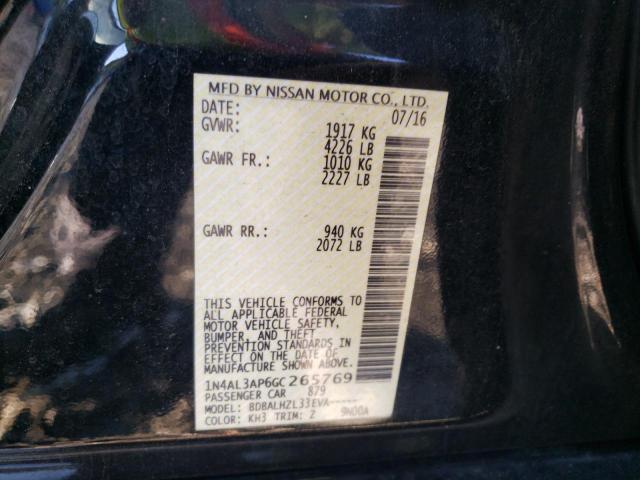 MFD BY NISSAN MOTOR CO., LTD.
DATE: 07/16
GVWR: 1917 KG
4226 LB
GAWR FR.: 1010 KG
2227 LB
GAWR RR.: 940 KG
2072 LB
THIS VEHICLE CONFORMS TO
ALL APPLICABLE FEDERAL
MOTOR VEHICLE SAFETY,
BUMPER, AND THEFT
PREVENTION STANDARDS IN
EFFECT ON THE DATE OF
MANUFACTURE SHOWN ABOVE.
1N4AL3AP6GC265769
PASSENGER CAR 879
MODEL: BDBALHZL33EVA-----
COLOR: KH3 TRIM: Z 9N00A